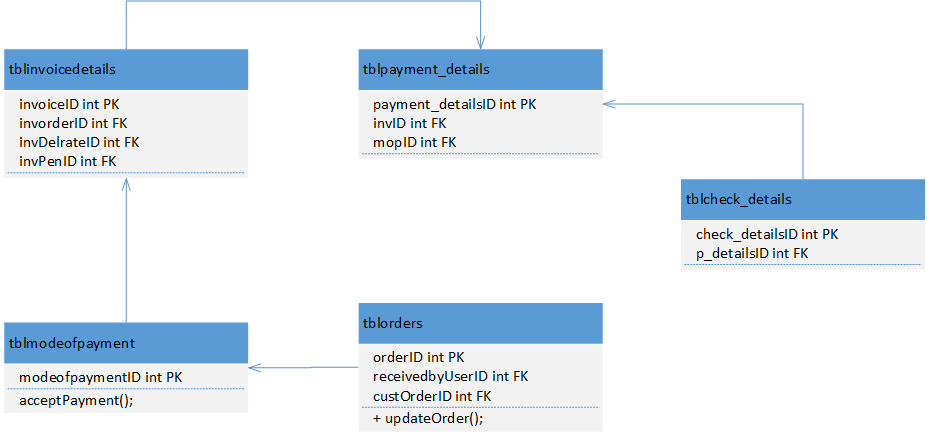 tblinvoicedetails
invoiceID int PK
invorderID int FK
invDelrateID int FK
invPenID int FK
tblpayment_details
payment_detailsID int PK
invID int FK
mopID int FK
tblcheck_details
check_detailsID int PK
p_detailsID int FK
tblmodeofpayment
modeofpaymentID int PK
acceptPayment();
tblorders
orderID int PK
receivedbyUserID int FK
custOrderID int FK
+ updateOrder();